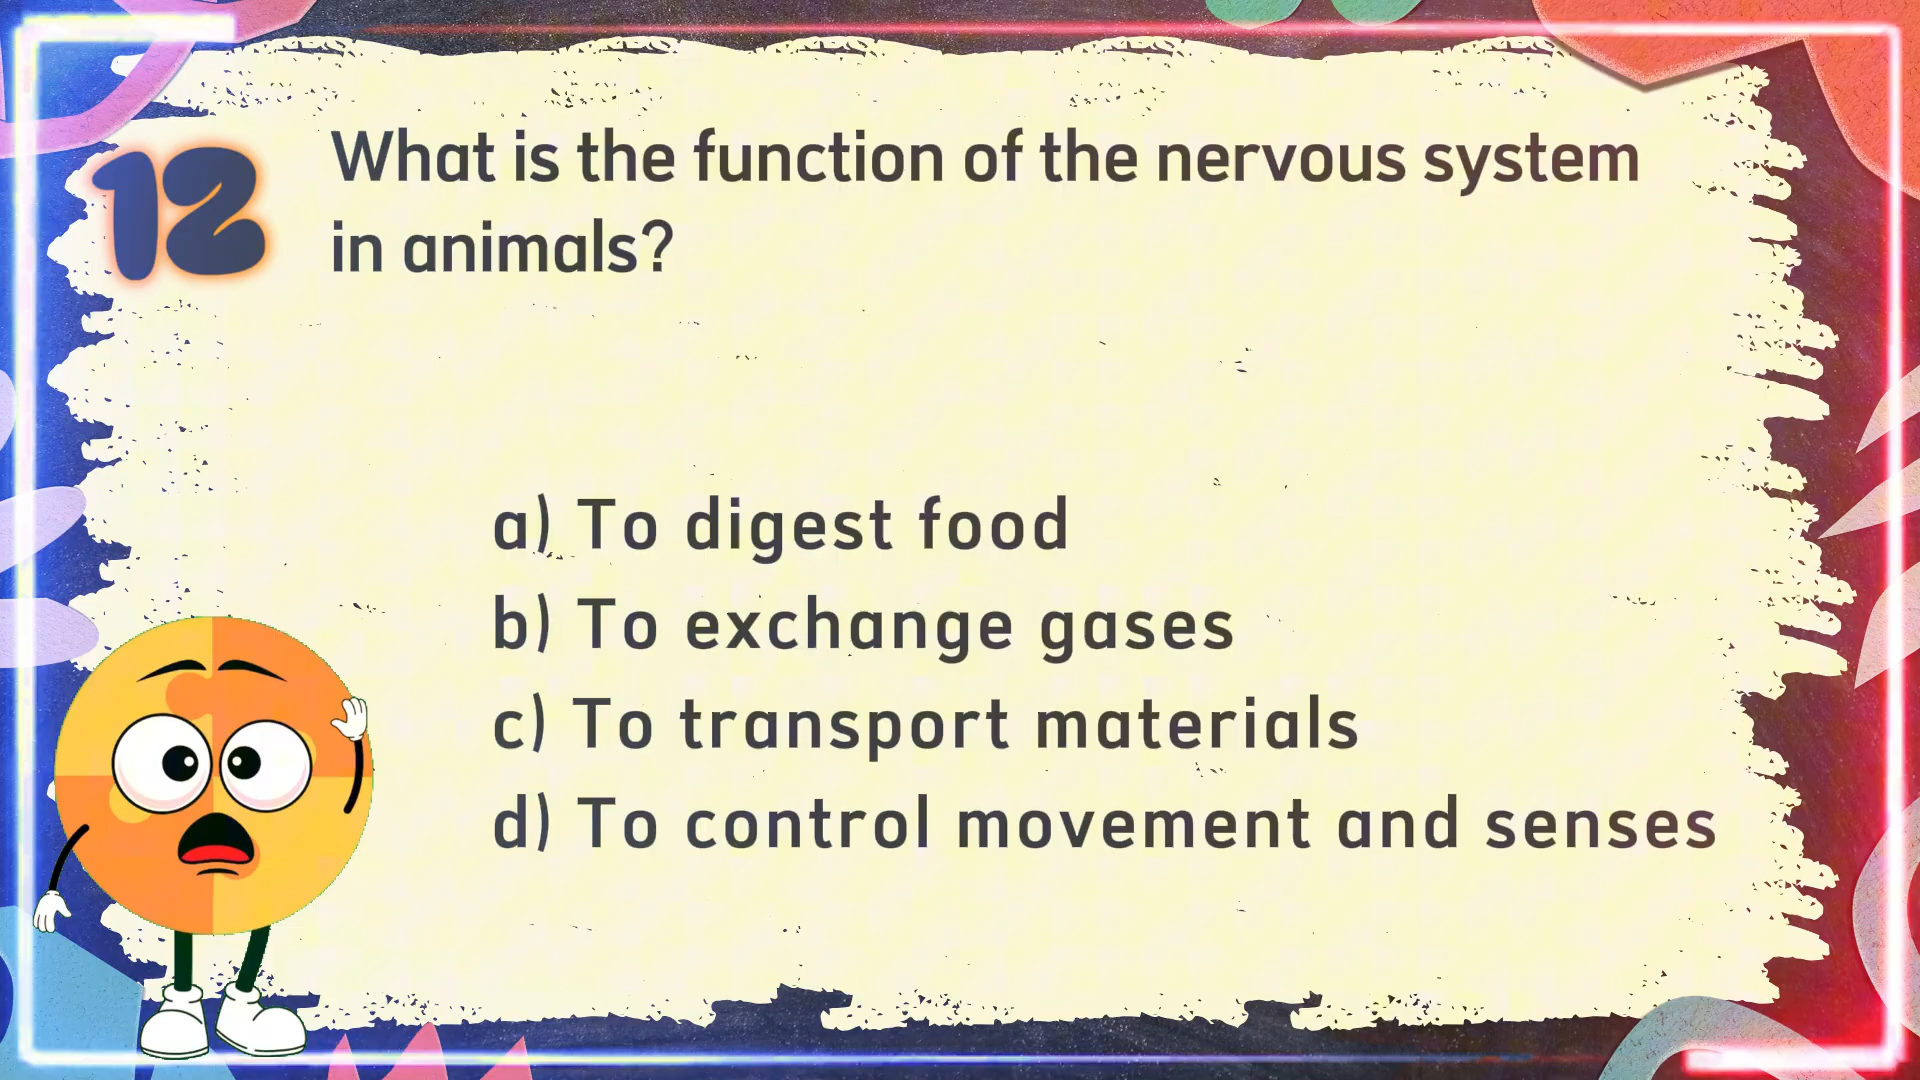 12
What is the function of the nervous system
in animals?
a) To digest food
b) To exchange gases
c) To transport materials
d) To control movement and senses